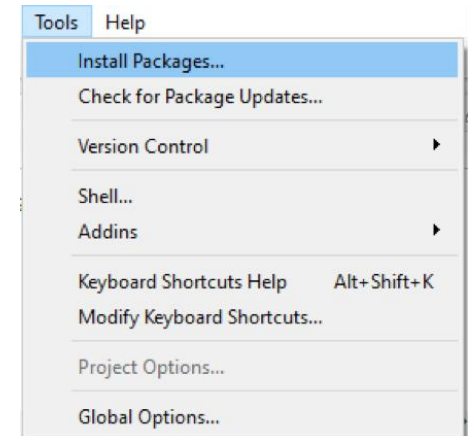 Tools Help
Install Packages...
Check for Package Updates...
Version Control
Shell...
Addins
Keyboard Shortcuts Help Alt+Shift+K
Modify Keyboard Shortcuts...
Project Options...
Global Options...